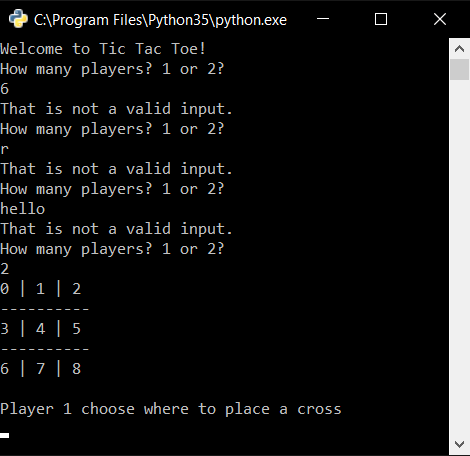 C:\Program Files\Python35\python.exe
Welcome to Tic Tac Toe!
How many players? 1 or 2?
6
That is not a valid input.
How many players? 1 or 2?
r
That is not a valid input.
How many players? 1 or 2?
hello
That is not a valid input.
How many players? 1 or 2?
2
0 | 1 | 2
----------
3 | 4 | 5
----------
6 | 7 | 8
Player 1 choose where to place a cross